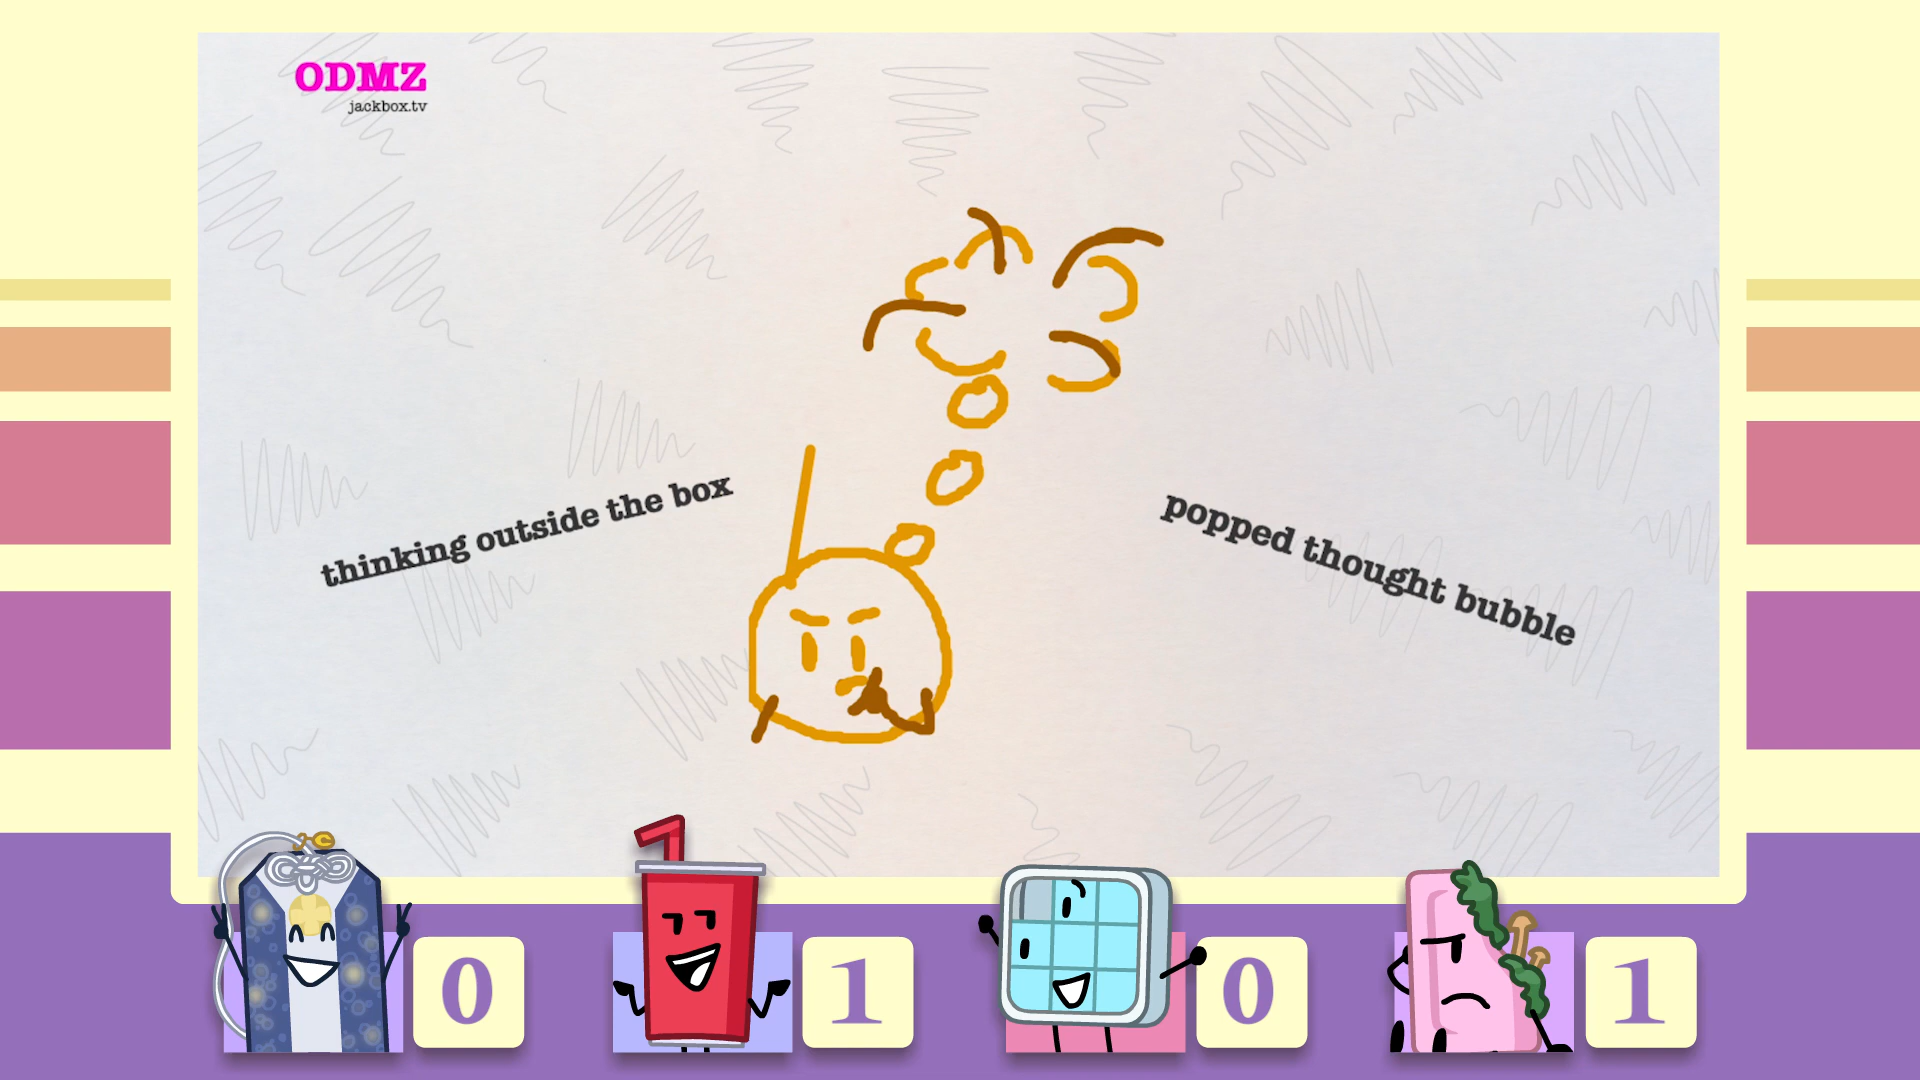 ODMZ
jackbox.tv
thinking outside the box
popped thought bubble
0
1
0
1